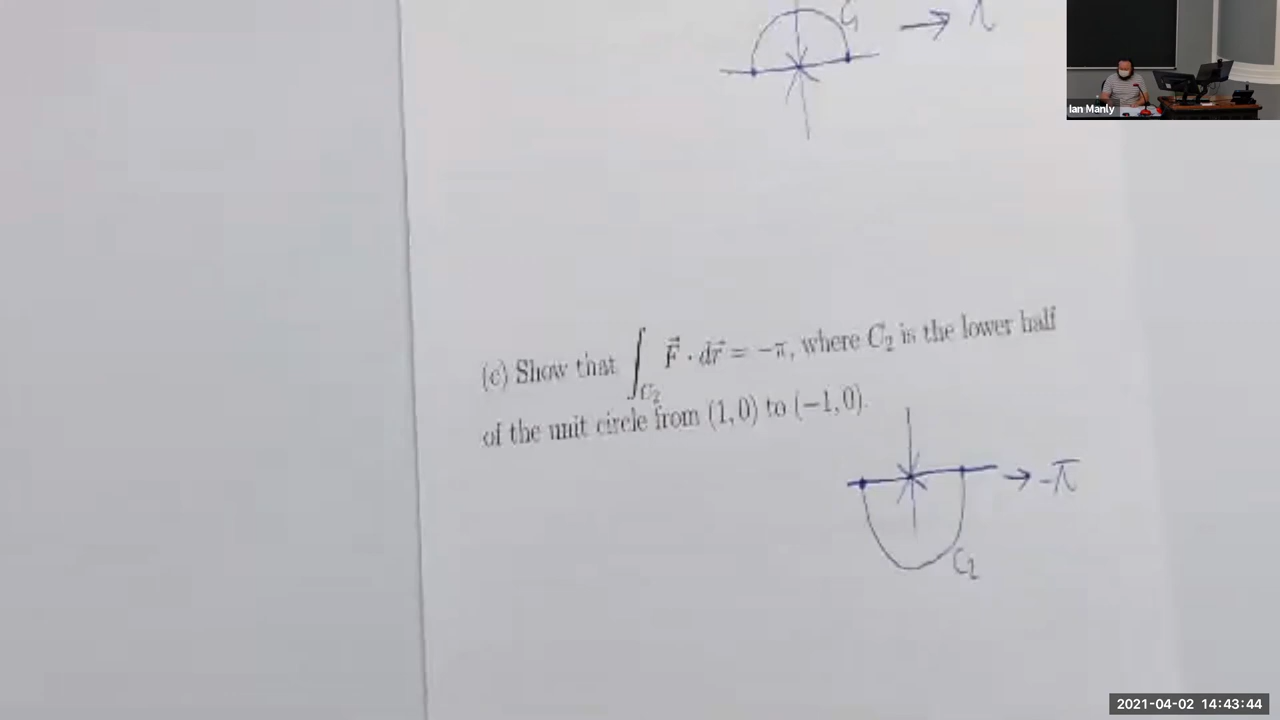 C₁ → π
Ian Manly
(c) Show that ∫_{C₂} F⃗ · dr⃗ = −π, where C₂ is the lower half
of the unit circle from (1, 0) to (−1, 0).
→ -π
C₂
2021-04-02 14:43:44